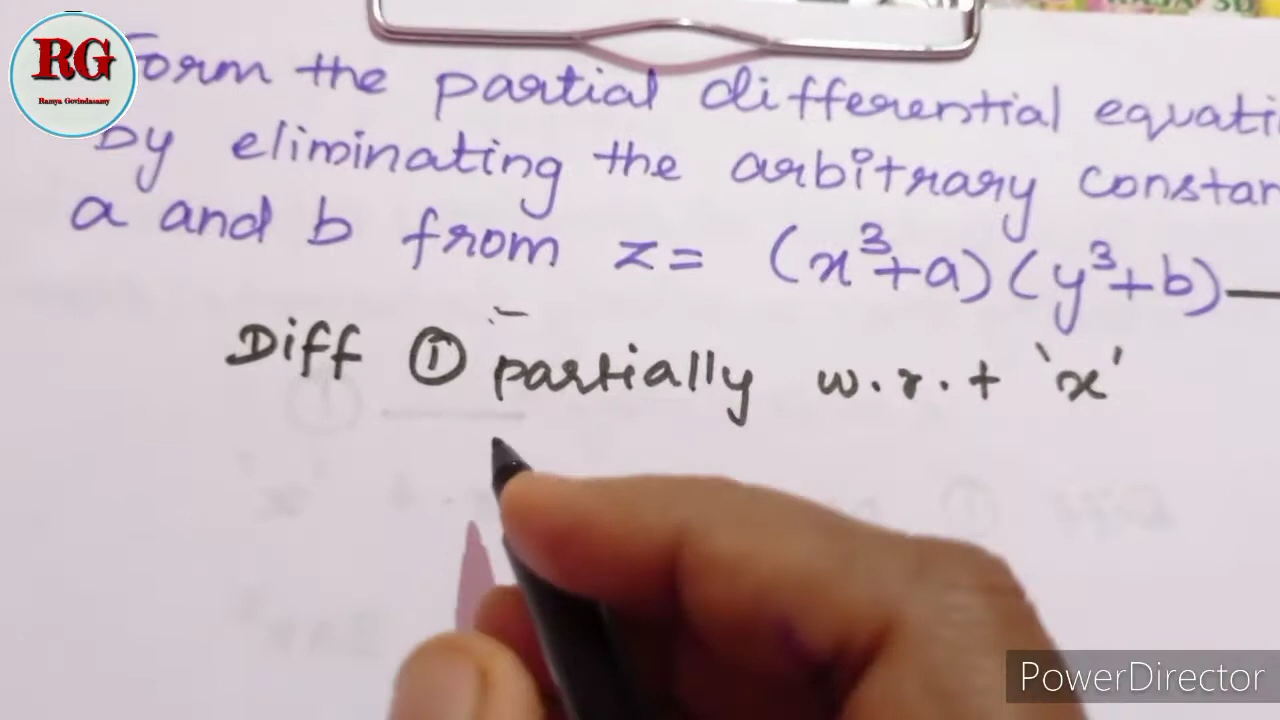 RG
Ramya Govindasamy
Form the partial differential equati
by eliminating the arbitrary constan
a and b from z= (x³+a)(y³+b)—
Diff ① partially w.r.t 'x'
PowerDirector